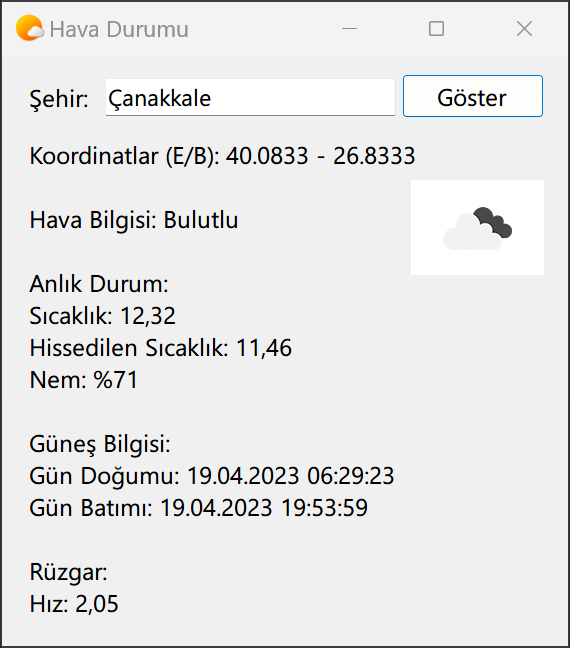 Hava Durumu
Şehir: Çanakkale Göster
Koordinatlar (E/B): 40.0833 - 26.8333
Hava Bilgisi: Bulutlu
Anlık Durum:
Sıcaklık: 12,32
Hissedilen Sıcaklık: 11,46
Nem: %71
Güneş Bilgisi:
Gün Doğumu: 19.04.2023 06:29:23
Gün Batımı: 19.04.2023 19:53:59
Rüzgar:
Hız: 2,05